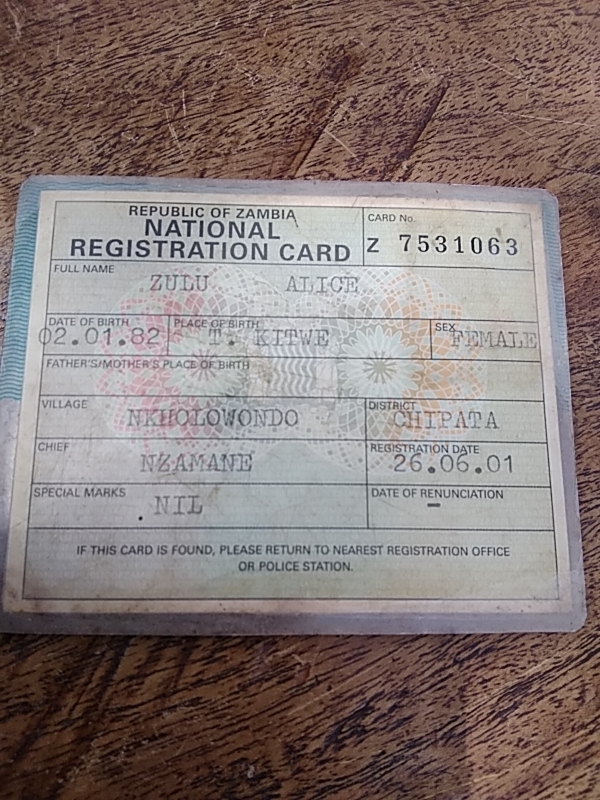 REPUBLIC OF ZAMBIA
NATIONAL
REGISTRATION CARD
CARD No.
Z 7531063
FULL NAME
ZULU ALICE
DATE OF BIRTH
02.01.82
PLACE OF BIRTH
T. KITWE
SEX
FEMALE
FATHER'S/MOTHER'S PLACE OF BIRTH
VILLAGE
NKHOLOWONDO
DISTRICT
CHIPATA
CHIEF
NZAMANE
REGISTRATION DATE
26.06.01
SPECIAL MARKS
. NIL
DATE OF RENUNCIATION
–
IF THIS CARD IS FOUND, PLEASE RETURN TO NEAREST REGISTRATION OFFICE
OR POLICE STATION.